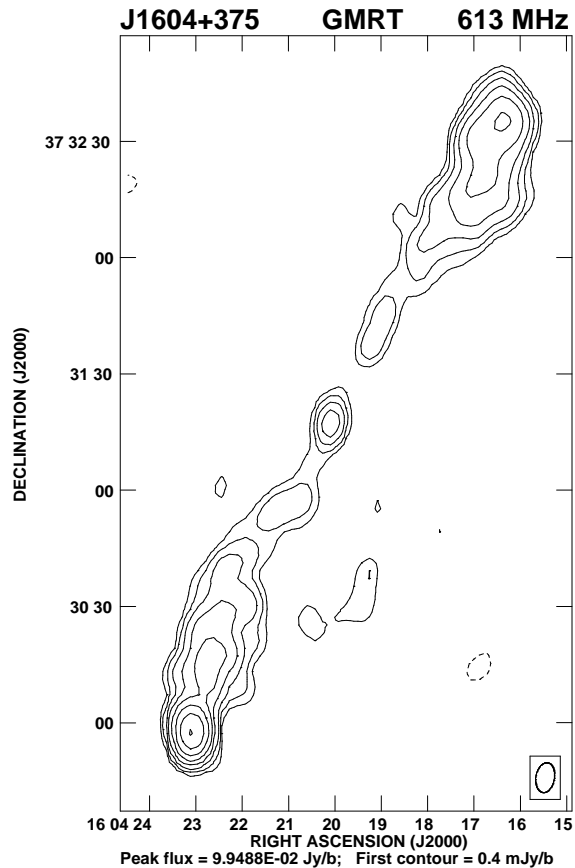 J1604+375 GMRT 613 MHz
37 32 30
00
31 30
00
30 30
00
DECLINATION (J2000)
16 04 24 23 22 21 20 19 18 17 16 15
RIGHT ASCENSION (J2000)
Peak flux = 9.9488E-02 Jy/b; First contour = 0.4 mJy/b